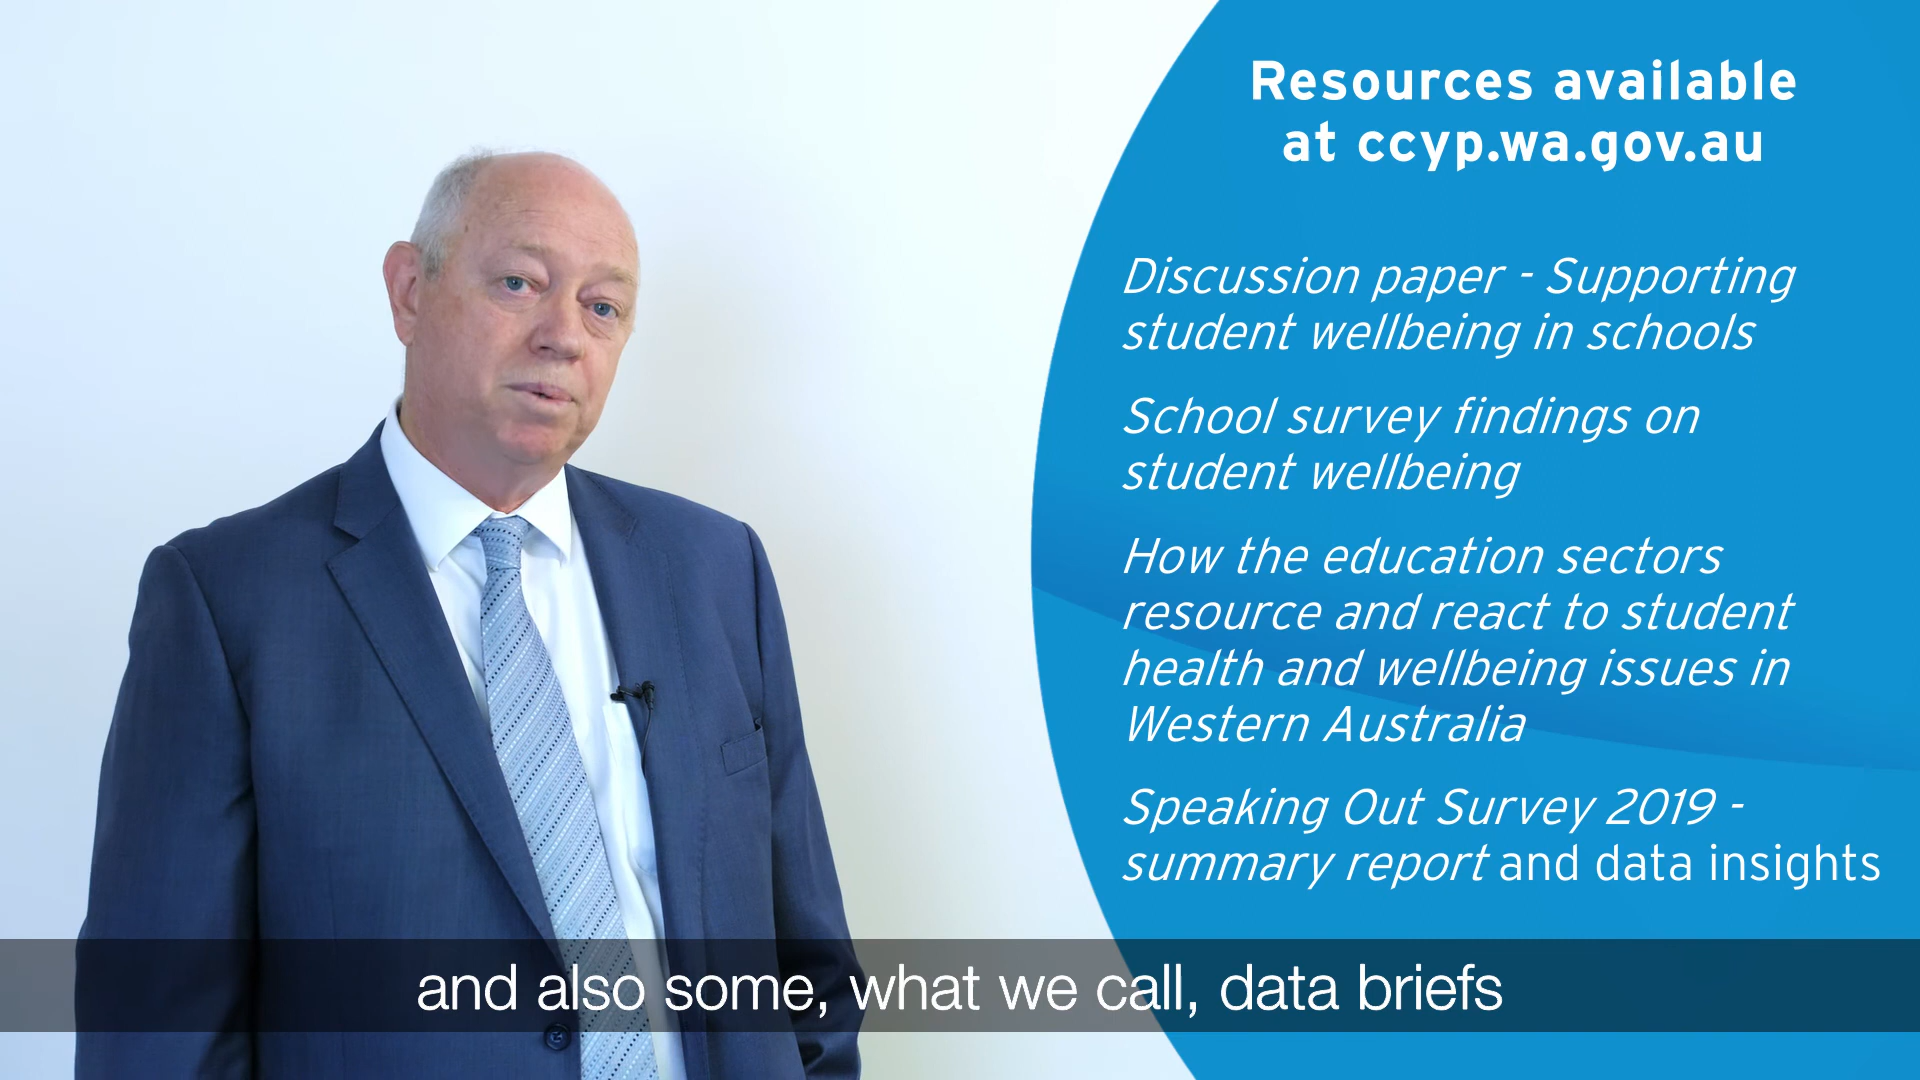 Resources available
at ccyp.wa.gov.au
Discussion paper - Supporting
student wellbeing in schools
School survey findings on
student wellbeing
How the education sectors
resource and react to student
health and wellbeing issues in
Western Australia
Speaking Out Survey 2019 -
summary report and data insights
and also some, what we call, data briefs